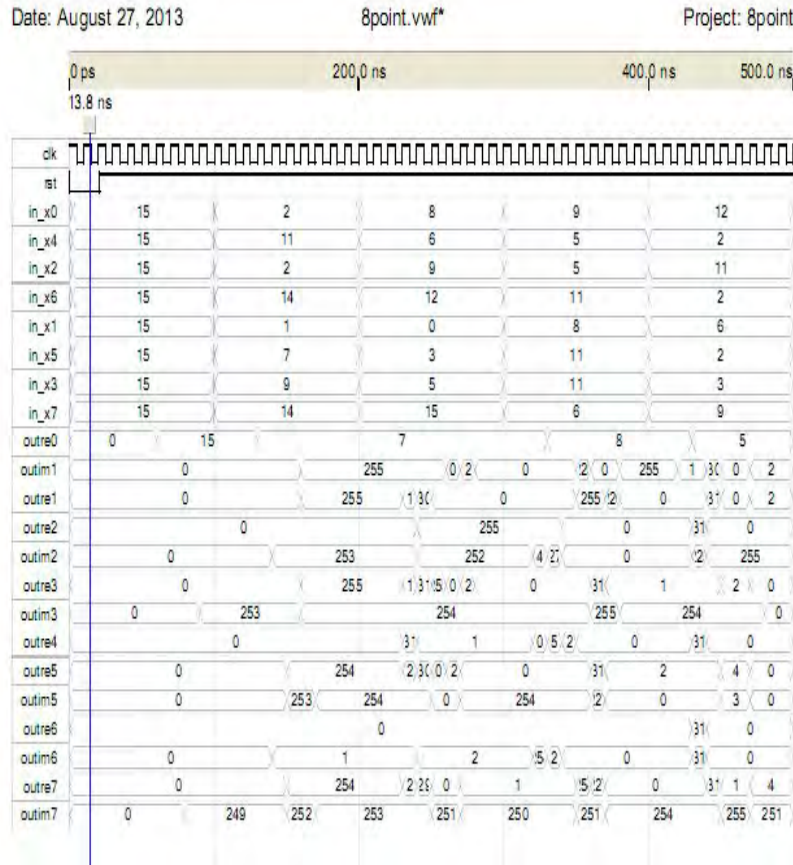 Date: August 27, 2013 8point.vwf* Project: 8point
0 ps 200.0 ns 400.0 ns 500.0 ns
13.8 ns
clk
rst
in_x0 15 2 8 9 12
in_x4 15 11 6 5 2
in_x2 15 2 9 5 11
in_x6 15 14 12 11 2
in_x1 15 1 0 8 6
in_x5 15 7 3 11 2
in_x3 15 9 5 11 3
in_x7 15 14 15 6 9
outre0 0 15 7 8 5
outim1 0 255 0 2 0 2 0 255 1 0 2
outre1 0 255 1 0 255 0 0 2
outre2 0 255 0 31 0
outim2 0 253 252 4 0 255
outre3 0 255 1 0 2 0 31 1 2 0
outim3 0 253 254 255 254 0
outre4 0 31 1 0 5 2 0 31 0
outre5 0 254 2 0 2 0 31 2 4 0
outim5 0 253 254 0 254 0 3 0
outre6 0 31 0
outim6 0 1 2 2 0 31 0
outre7 0 254 2 0 1 0 31 1 4
outim7 0 249 252 253 251 250 251 254 255 251